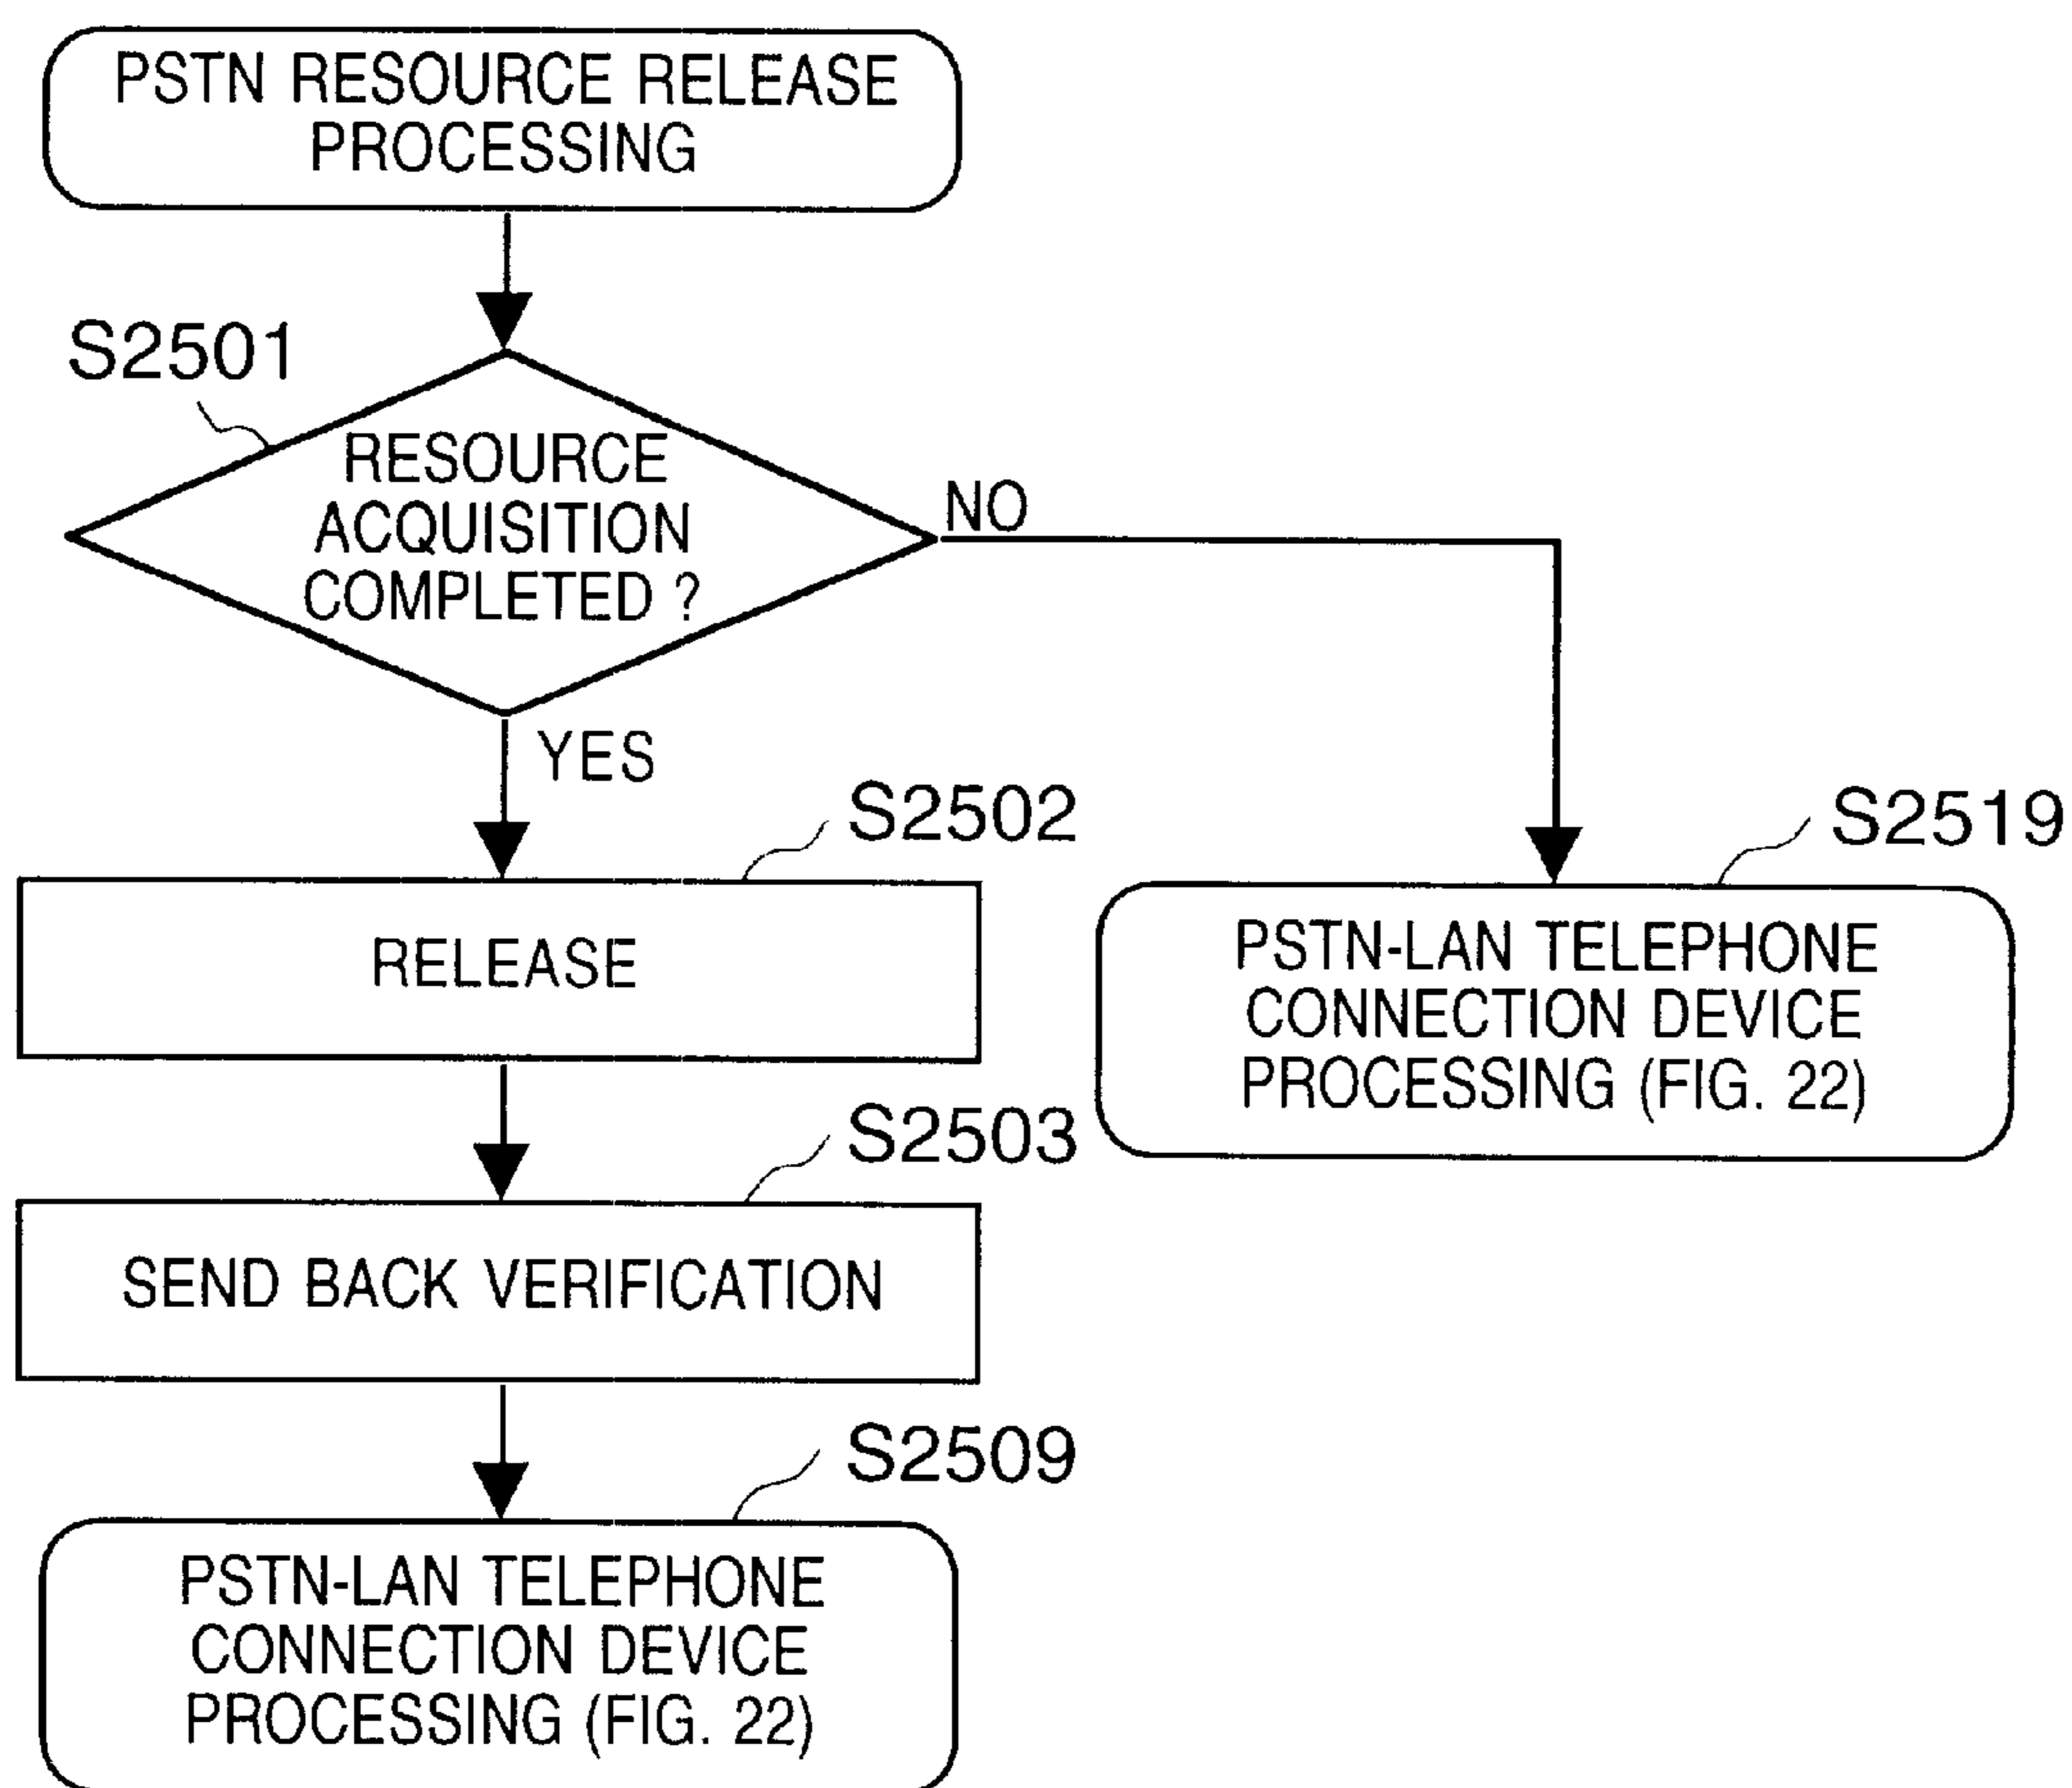 PSTN RESOURCE RELEASE
PROCESSING
S2501
RESOURCE
ACQUISITION
COMPLETED ?
NO
YES
S2502
RELEASE
S2519
PSTN-LAN TELEPHONE
CONNECTION DEVICE
PROCESSING (FIG. 22)
S2503
SEND BACK VERIFICATION
S2509
PSTN-LAN TELEPHONE
CONNECTION DEVICE
PROCESSING (FIG. 22)